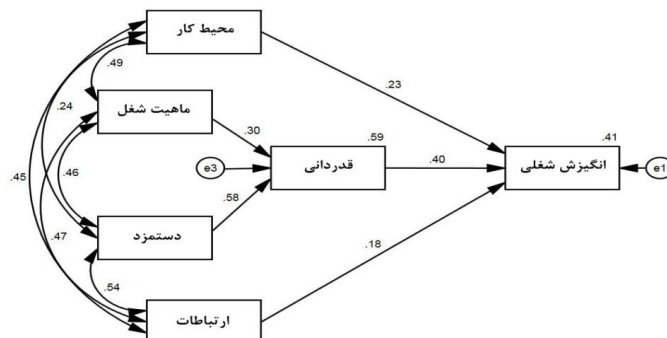 محیط کار
.49
.23
.24
ماهیت شغل
.30
.59
.41
قدردانی
انگیزش شغلی
e3
e1
.40
.45
.46
.58
.47
دستمزد
.18
.54
ارتباطات